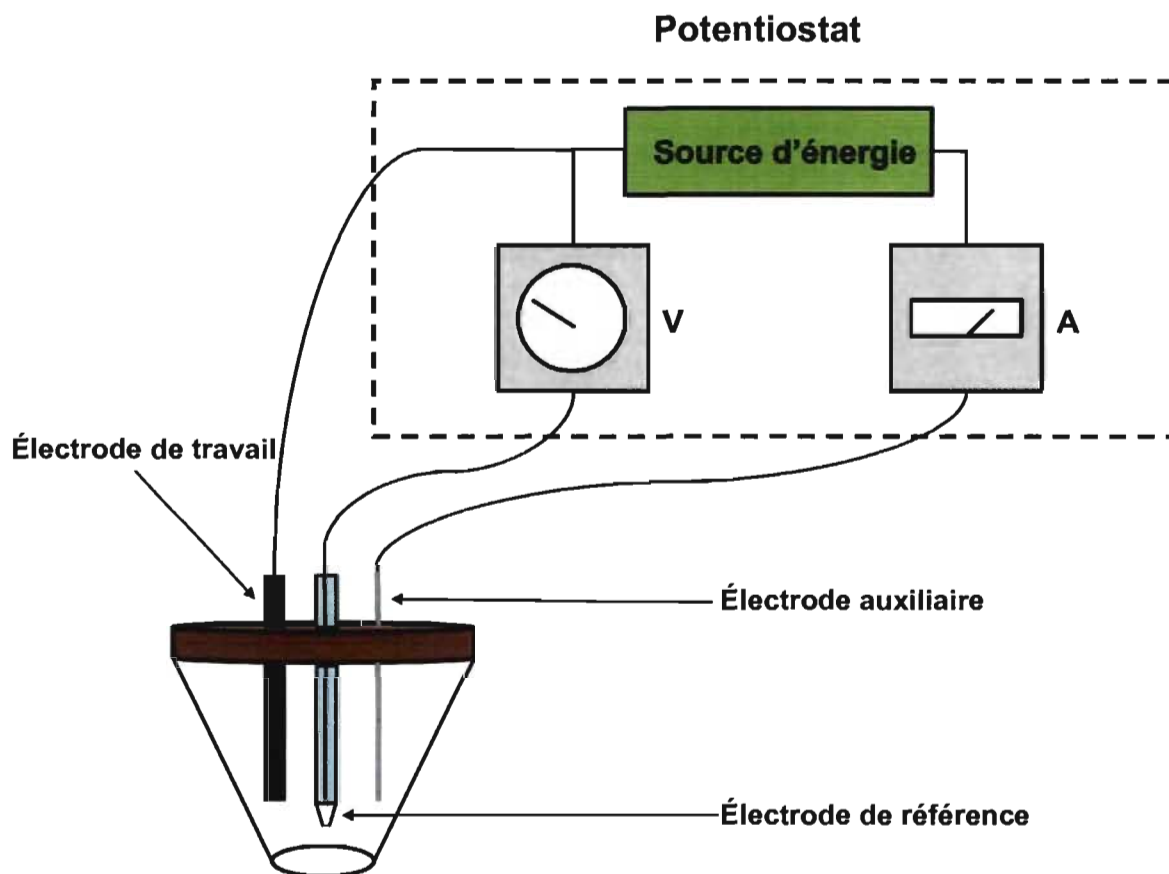 Potentiostat
Source d'énergie
V
A
Électrode de travail
Électrode auxiliaire
Électrode de référence